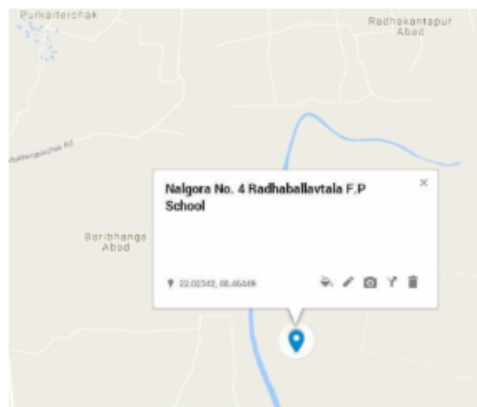 Purkaiterchak
Radhakantapur
Abad
Nalgora No. 4 Radhaballavtala F.P
School
Baribhanga
Abad
22.02342, 88.46449